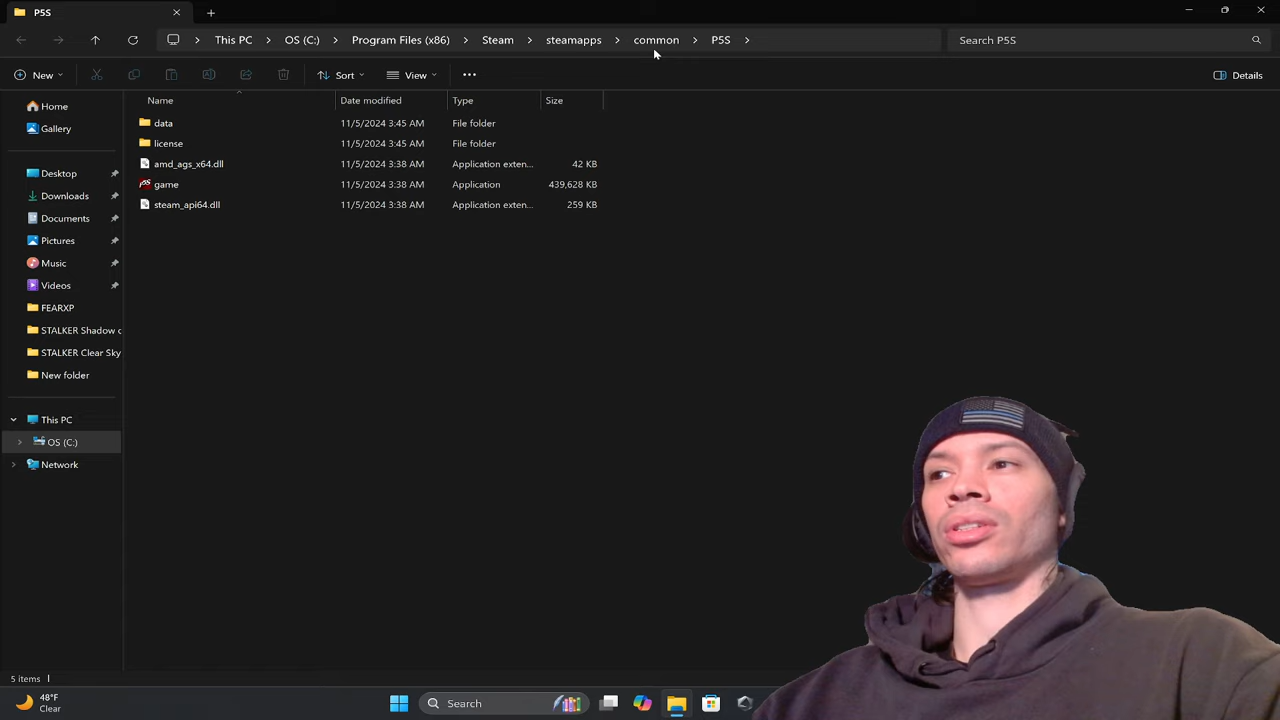 P5S
This PC > OS (C:) > Program Files (x86) > Steam > steamapps > common > P5S >
Search P5S
New
Sort
View
Details
Name
Date modified
Type
Size
data
11/5/2024 3:45 AM
File folder
license
11/5/2024 3:45 AM
File folder
amd_ags_x64.dll
11/5/2024 3:38 AM
Application exten...
42 KB
game
11/5/2024 3:38 AM
Application
439,628 KB
steam_api64.dll
11/5/2024 3:38 AM
Application exten...
259 KB
Home
Gallery
Desktop
Downloads
Documents
Pictures
Music
Videos
FEARXP
STALKER Shadow o
STALKER Clear Sky
New folder
This PC
OS (C:)
Network
5 items
48°F
Clear
Search